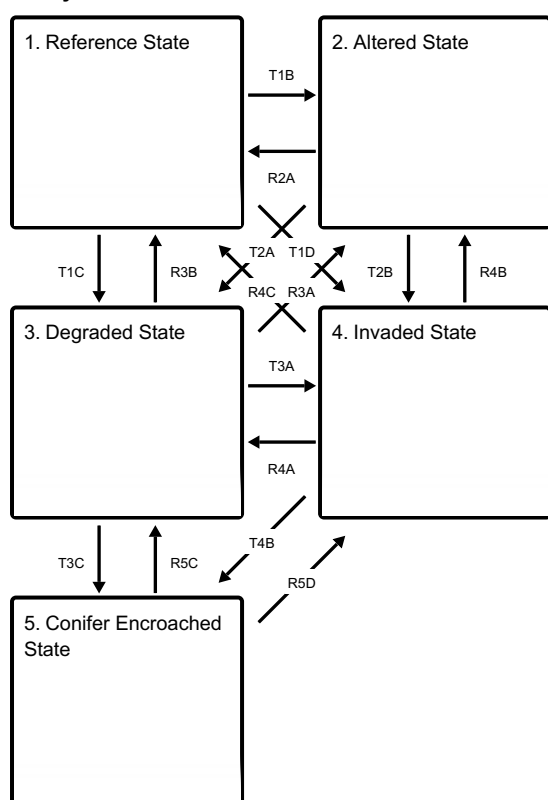 1. Reference State
2. Altered State
T1B
R2A
T2A
T1D
T1C
R3B
T2B
R4B
R4C
R3A
3. Degraded State
4. Invaded State
T3A
R4A
T4B
T3C
R5C
R5D
5. Conifer Encroached
State